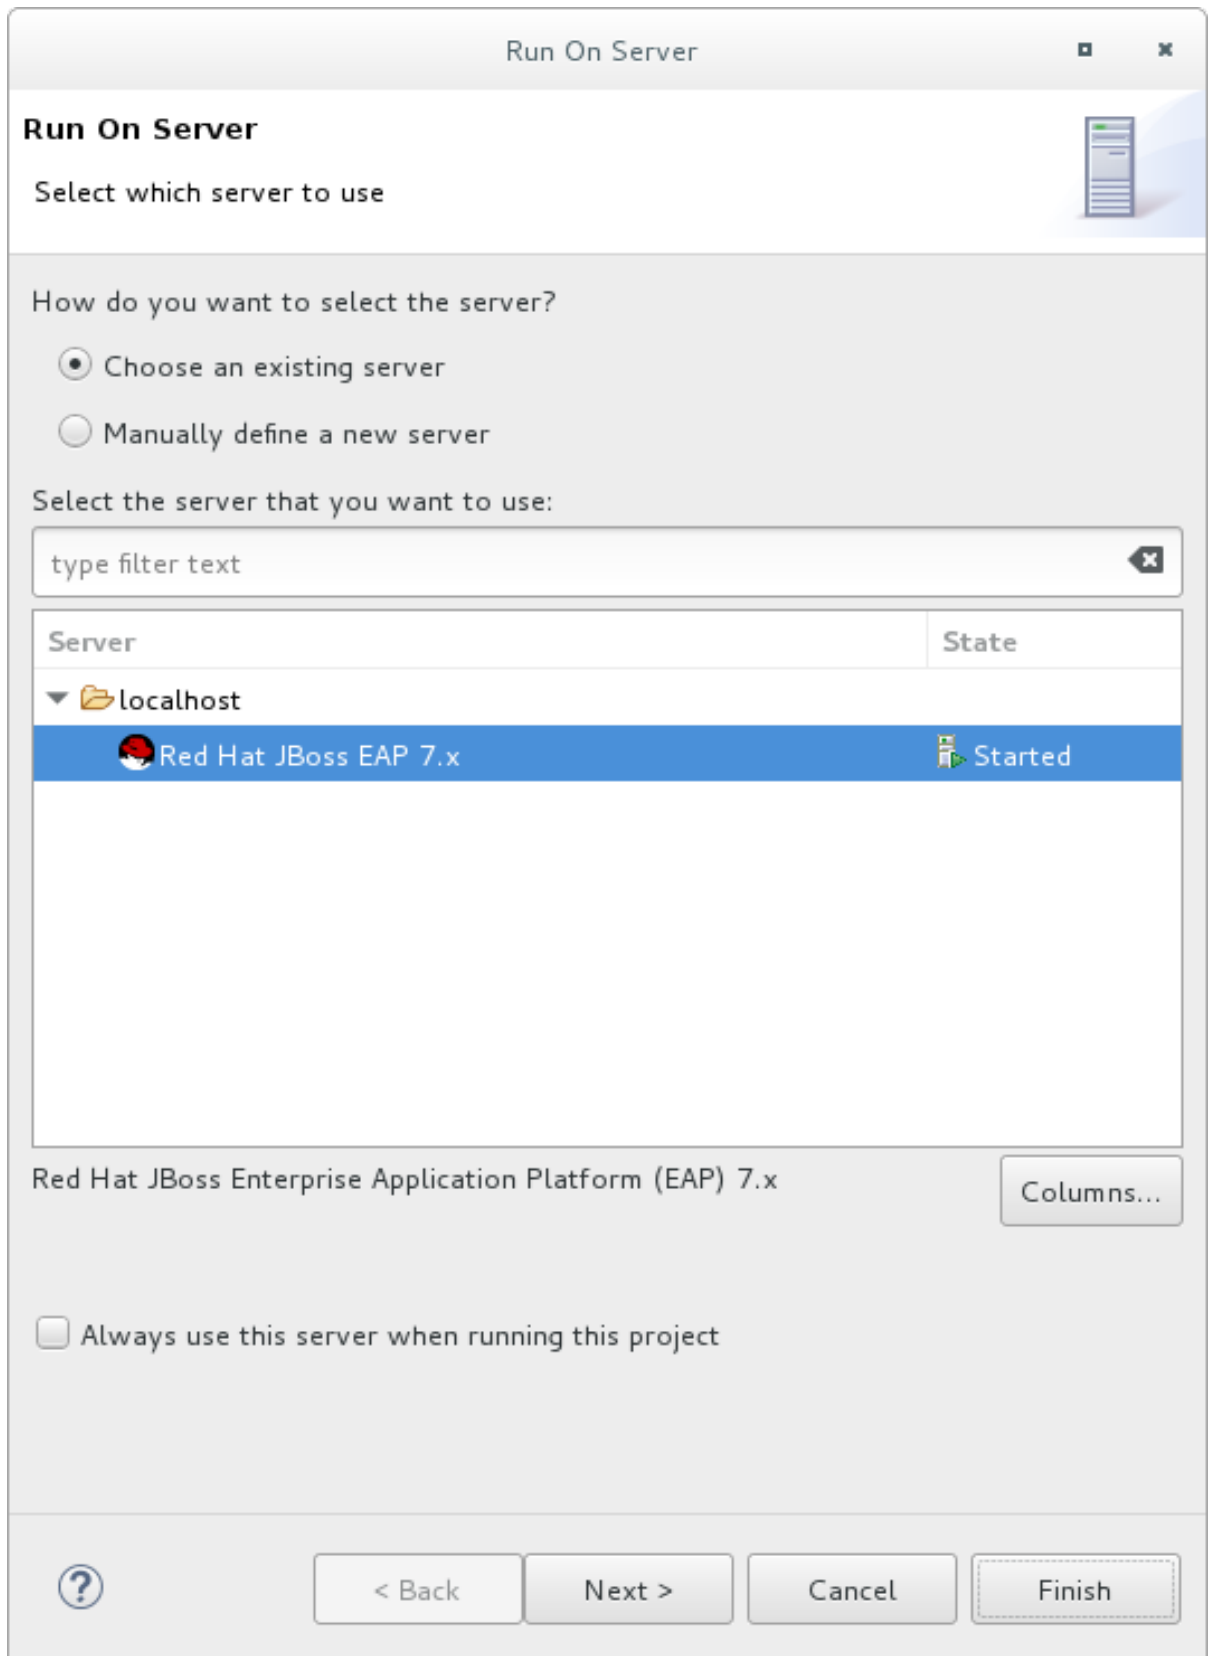 Run On Server
Run On Server
Select which server to use
How do you want to select the server?
Choose an existing server
Manually define a new server
Select the server that you want to use:
type filter text
Server State
localhost
Red Hat JBoss EAP 7.x Started
Red Hat JBoss Enterprise Application Platform (EAP) 7.x
Columns...
Always use this server when running this project
? < Back Next > Cancel Finish